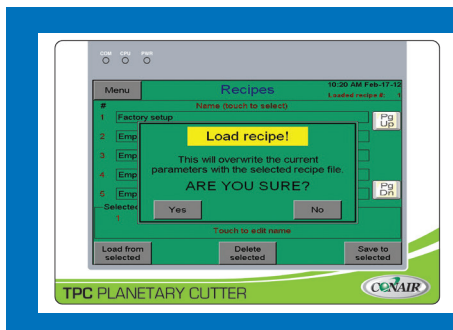 COM CPU PWR
Menu
Recipes
10:20 AM Feb-17-12
Loaded recipe #: 1
# Name (touch to select)
1 Factory setup
Pg Up
2 Emp
3 Emp
4 Emp
5 Emp
Pg Dn
Load recipe!
This will overwrite the current
parameters with the selected recipe file.
ARE YOU SURE?
Yes
No
Selected
1
Touch to edit name
Load from
selected
Delete
selected
Save to
selected
TPC PLANETARY CUTTER
CONAIR